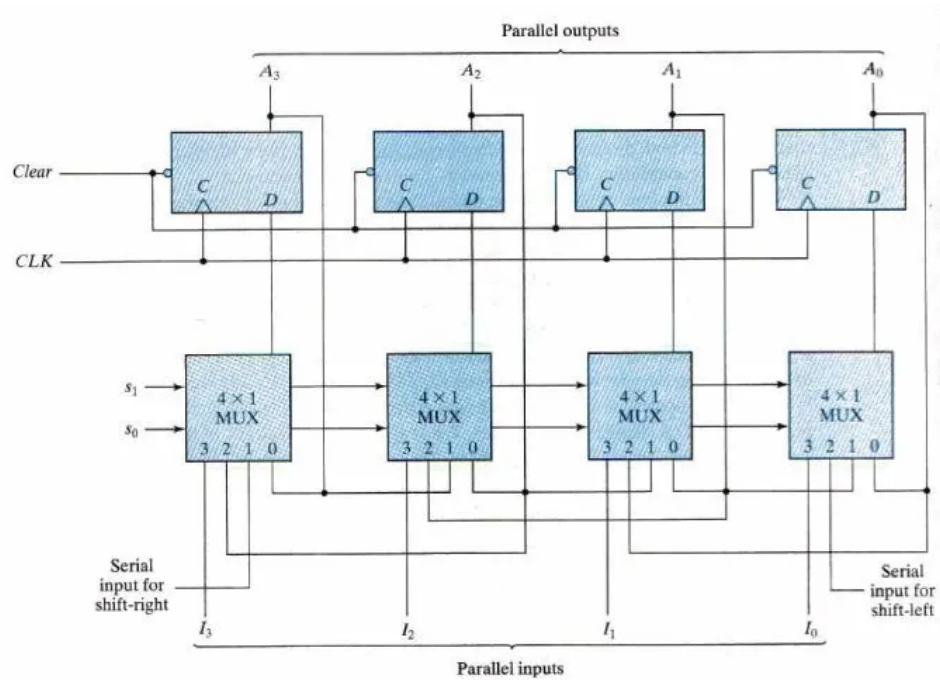 Parallel outputs
A₃ A₂ A₁ A₀
Clear
C D C D C D C D
CLK
s₁
s₀
4 × 1 MUX
4 × 1 MUX
4 × 1 MUX
4 × 1 MUX
3 2 1 0 3 2 1 0 3 2 1 0 3 2 1 0
Serial
input for
shift-right
Serial
input for
shift-left
I₃ I₂ I₁ I₀
Parallel inputs